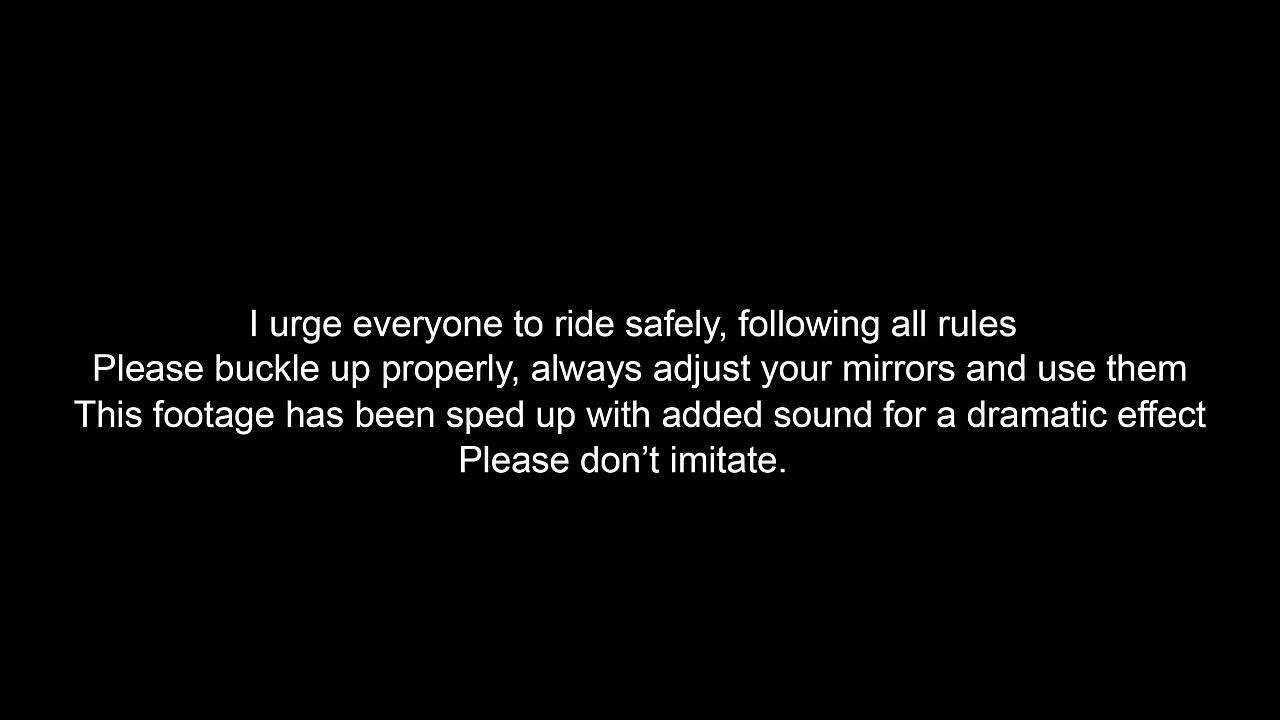 I urge everyone to ride safely, following all rules
Please buckle up properly, always adjust your mirrors and use them
This footage has been sped up with added sound for a dramatic effect
Please don’t imitate.